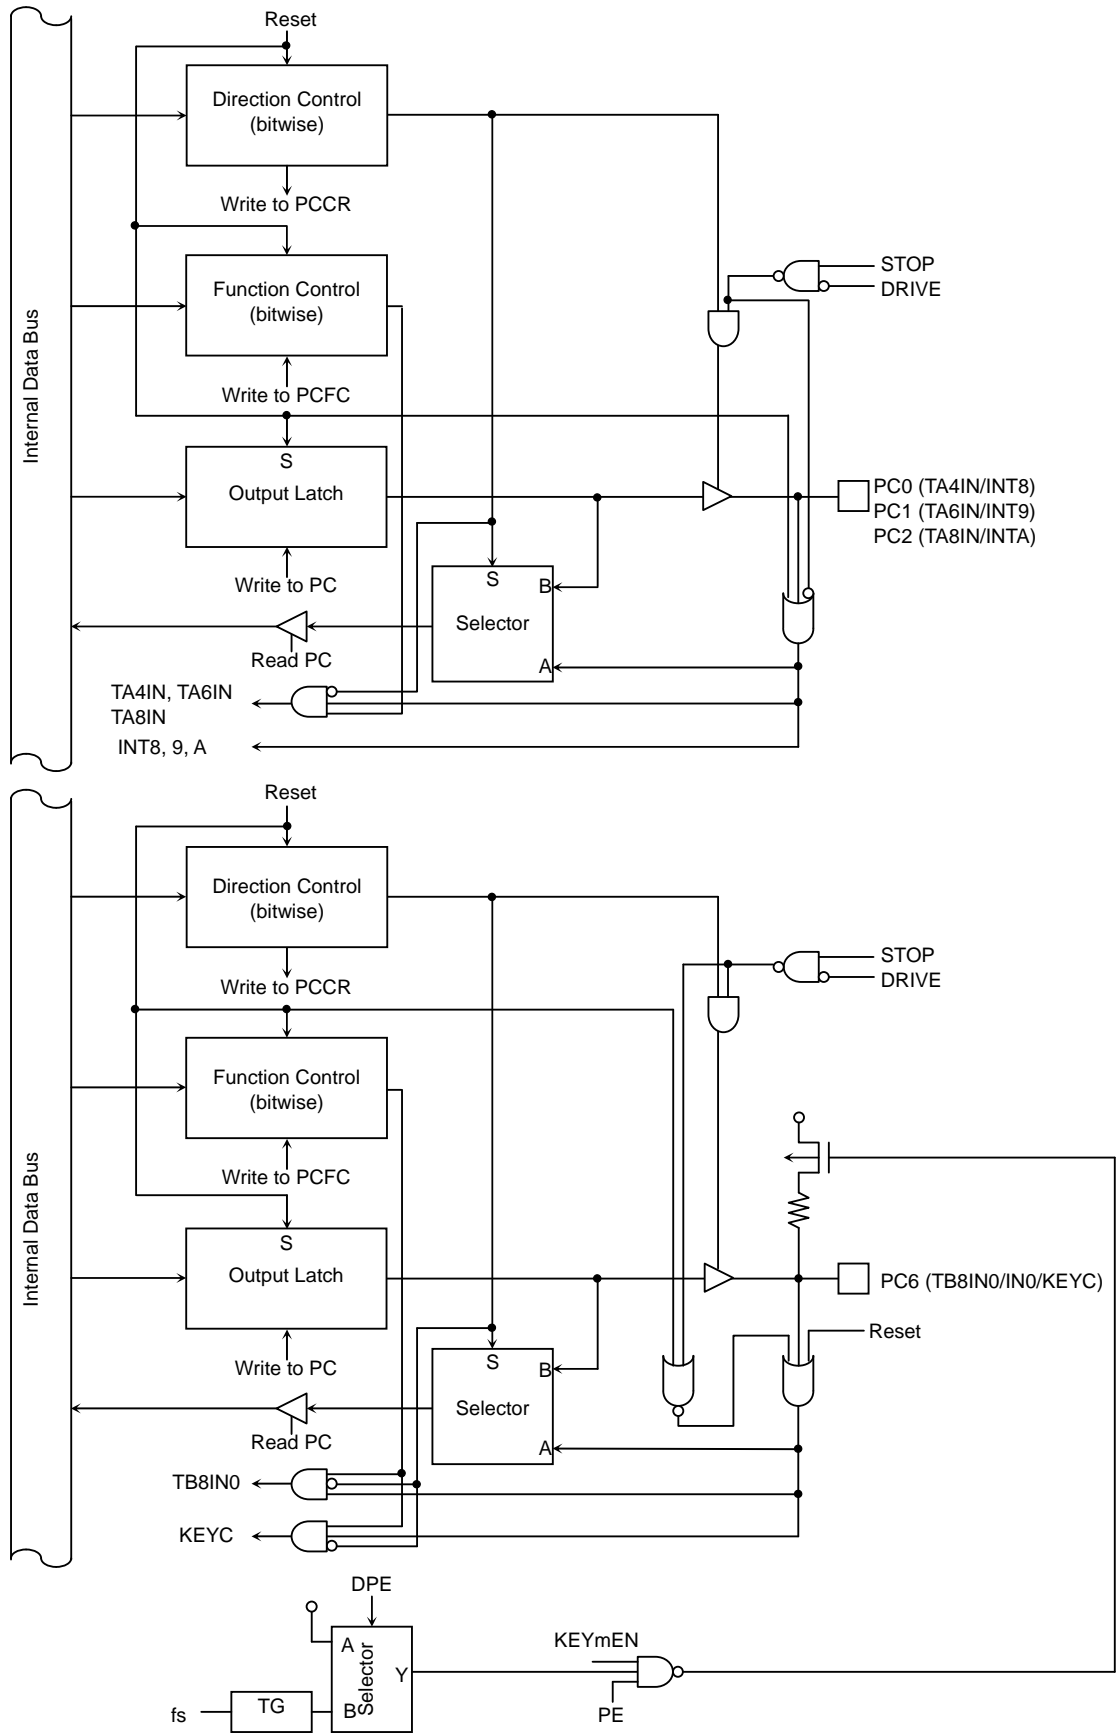 Reset
Direction Control
(bitwise)
Write to PCCR
STOP
DRIVE
Function Control
(bitwise)
Write to PCFC
Internal Data Bus
S
Output Latch
PC0 (TA4IN/INT8)
PC1 (TA6IN/INT9)
PC2 (TA8IN/INTA)
Write to PC
S
B
Selector
A
Read PC
TA4IN, TA6IN
TA8IN
INT8, 9, A
Reset
Direction Control
(bitwise)
Write to PCCR
STOP
DRIVE
Function Control
(bitwise)
Write to PCFC
Internal Data Bus
S
Output Latch
PC6 (TB8IN0/IN0/KEYC)
Reset
Write to PC
S
B
Selector
A
Read PC
TB8IN0
KEYC
DPE
A
Selector
Y
B
KEYmEN
PE
fs
TG